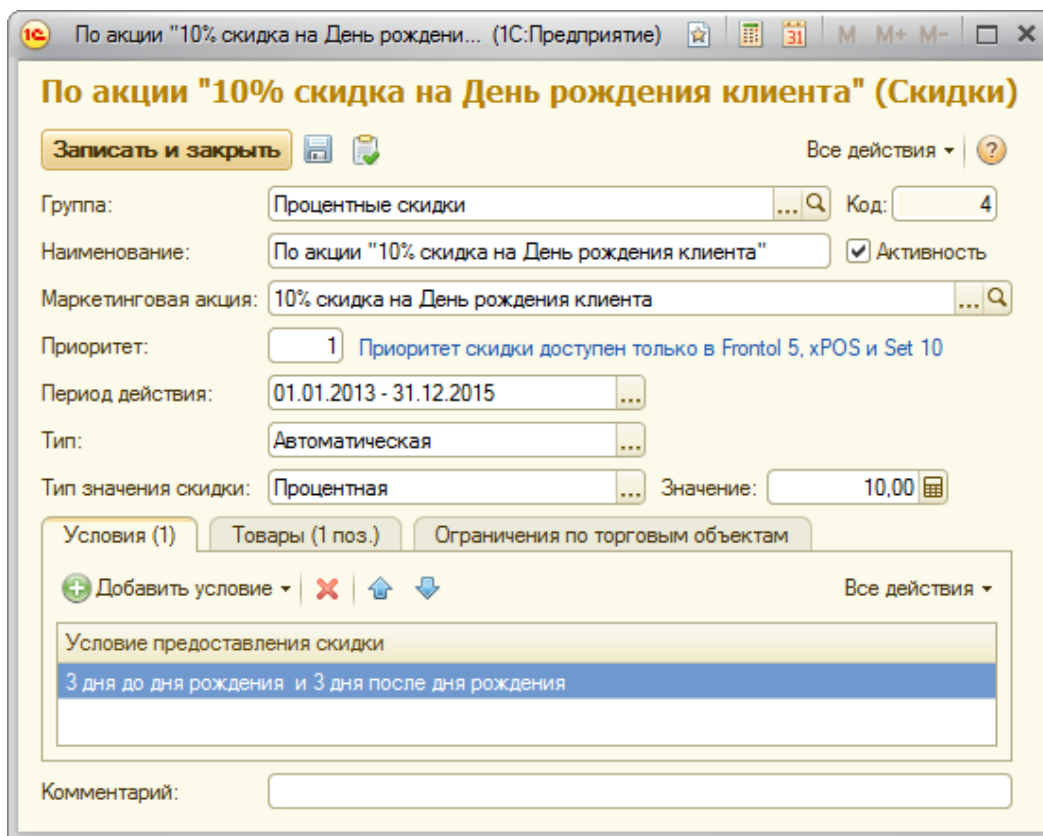 1С По акции "10% скидка на День рождени... (1С:Предприятие) 31 M M+ M-
По акции "10% скидка на День рождения клиента" (Скидки)
Записать и закрыть Все действия ?
Группа: Процентные скидки ... Код: 4
Наименование: По акции "10% скидка на День рождения клиента" Активность
Маркетинговая акция: 10% скидка на День рождения клиента ...
Приоритет: 1 Приоритет скидки доступен только в Frontol 5, xPOS и Set 10
Период действия: 01.01.2013 - 31.12.2015 ...
Тип: Автоматическая ...
Тип значения скидки: Процентная ... Значение: 10,00
Условия (1) Товары (1 поз.) Ограничения по торговым объектам
Добавить условие Все действия
Условие предоставления скидки
3 дня до дня рождения и 3 дня после дня рождения
Комментарий: